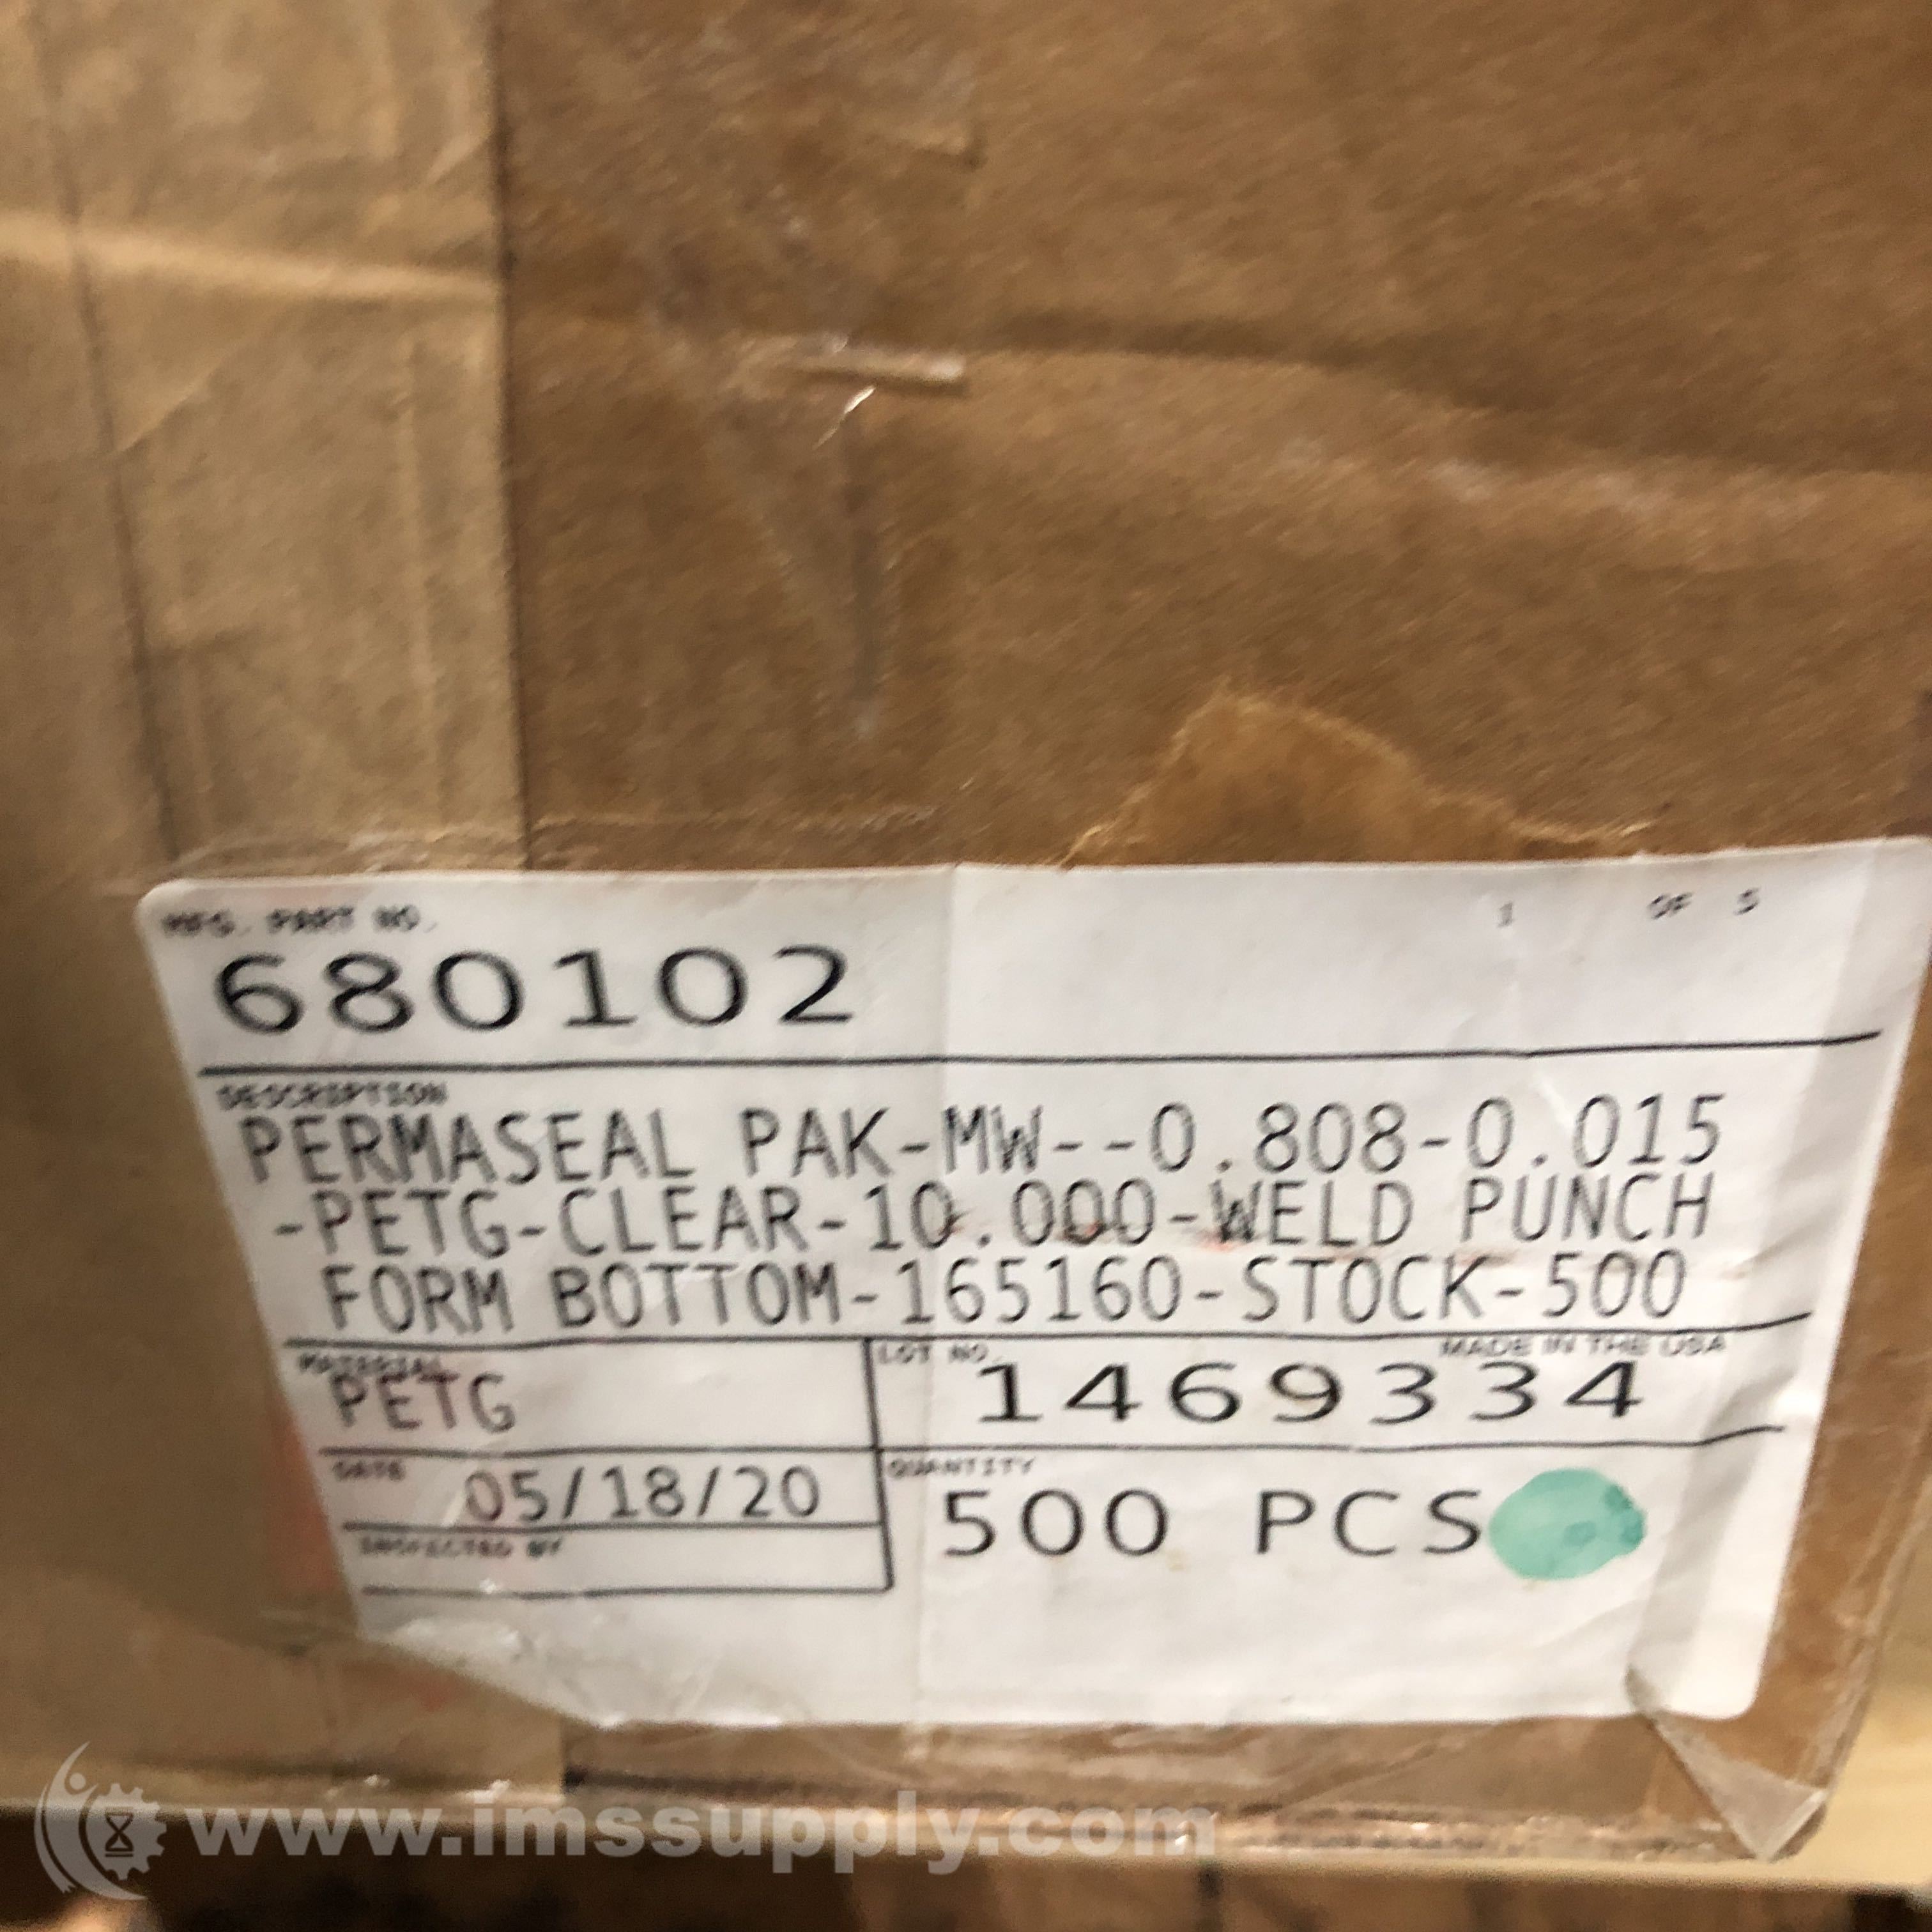 MFG. PART NO.
1 OF 5
680102
DESCRIPTION
PERMASEAL PAK-MW--0.808-0.015
-PETG-CLEAR-10.000-WELD PUNCH
FORM BOTTOM-165160-STOCK-500
MATERIAL
PETG
LOT NO.
MADE IN THE USA
1469334
DATE
05/18/20
QUANTITY
500 PCS
INSPECTED BY
www.imssupply.com